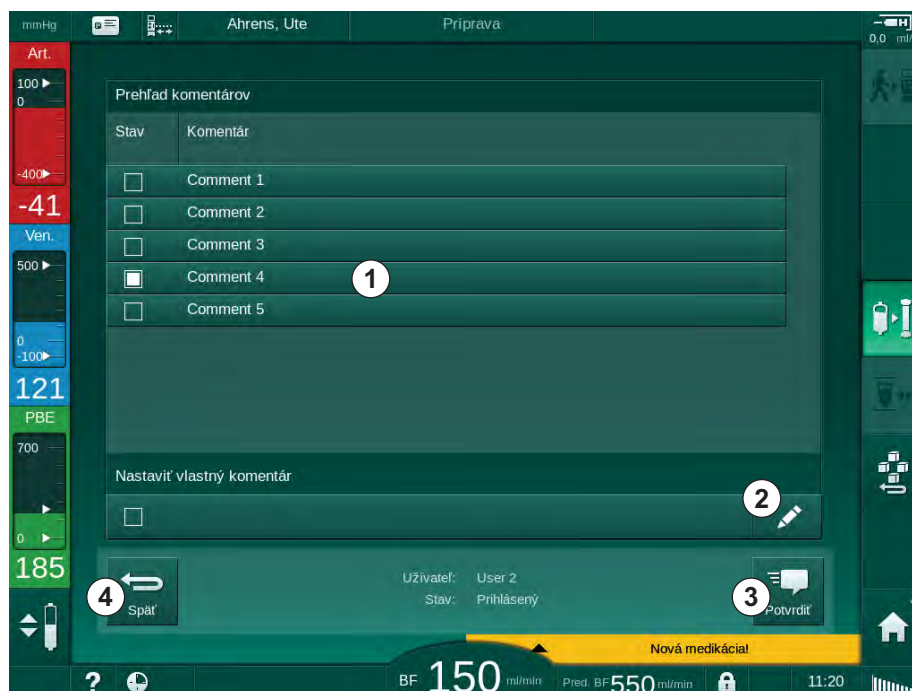 mmHg
Ahrens, Ute
Príprava
0,0 ml/
Art.
100
0
-400
-41
Ven.
500
0
-100
121
PBE
700
0
185
Prehľad komentárov
Stav Komentár
Comment 1
Comment 2
Comment 3
Comment 4
1
Comment 5
Nastaviť vlastný komentár
2
4
Späť
Užívateľ: User 2
Stav: Prihlásený
3
Potvrdiť
Nová medikácia!
?
BF 150 ml/min
Pred. BF 550 ml/min
11:20